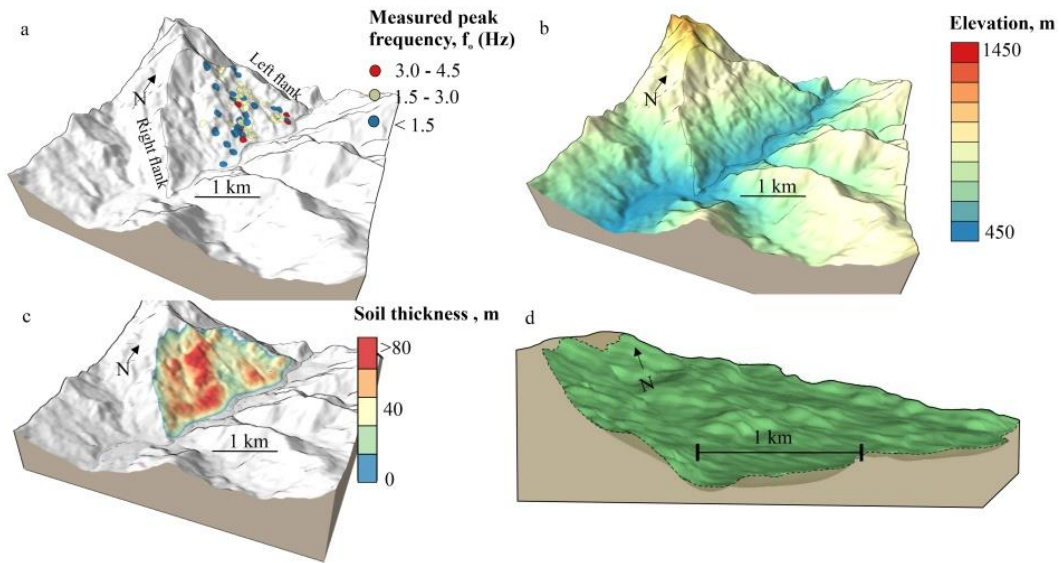 a
Measured peak
frequency, fₒ (Hz)
3.0 - 4.5
1.5 - 3.0
< 1.5
Left flank
N
Right flank
1 km
b
Elevation, m
1450
450
N
1 km
c
Soil thickness , m
>80
40
0
N
1 km
d
N
1 km